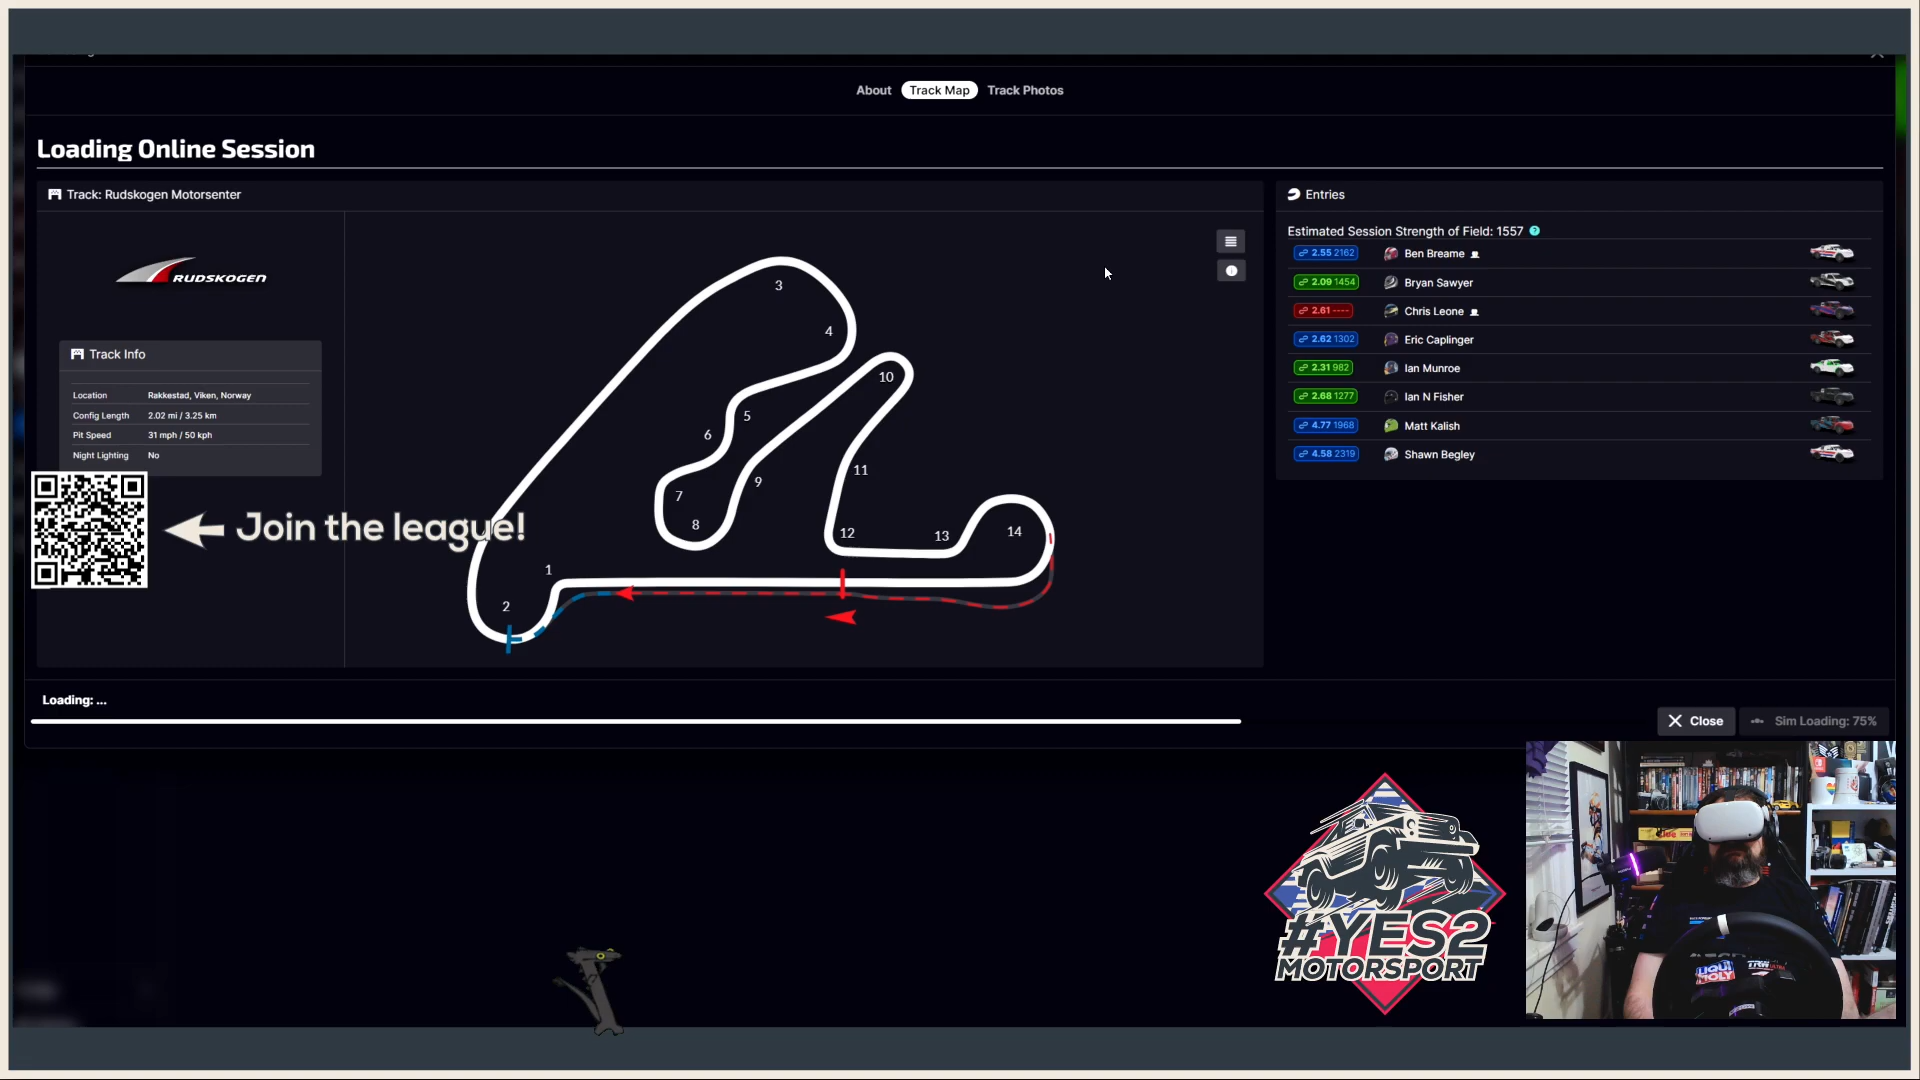 About Track Map Track Photos
Loading Online Session
Track: Rudskogen Motorsenter
RUDSKOGEN
Track Info
Location Rakkestad, Viken, Norway
Config Length 2.02 mi / 3.25 km
Pit Speed 31 mph / 50 kph
Night Lighting No
Join the league!
1
2
3
4
5
6
7
8
9
10
11
12
13
14
Entries
Estimated Session Strength of Field: 1557 ?
2.55 2162 Ben Breame
2.09 1454 Bryan Sawyer
2.61 ---- Chris Leone
2.62 1302 Eric Caplinger
2.31 982 Ian Munroe
2.68 1277 Ian N Fisher
4.77 1968 Matt Kalish
4.58 2319 Shawn Begley
Loading: ...
Close
Sim Loading: 75%
#YES2
MOTORSPORT
LIQUI
MOLY
TRW